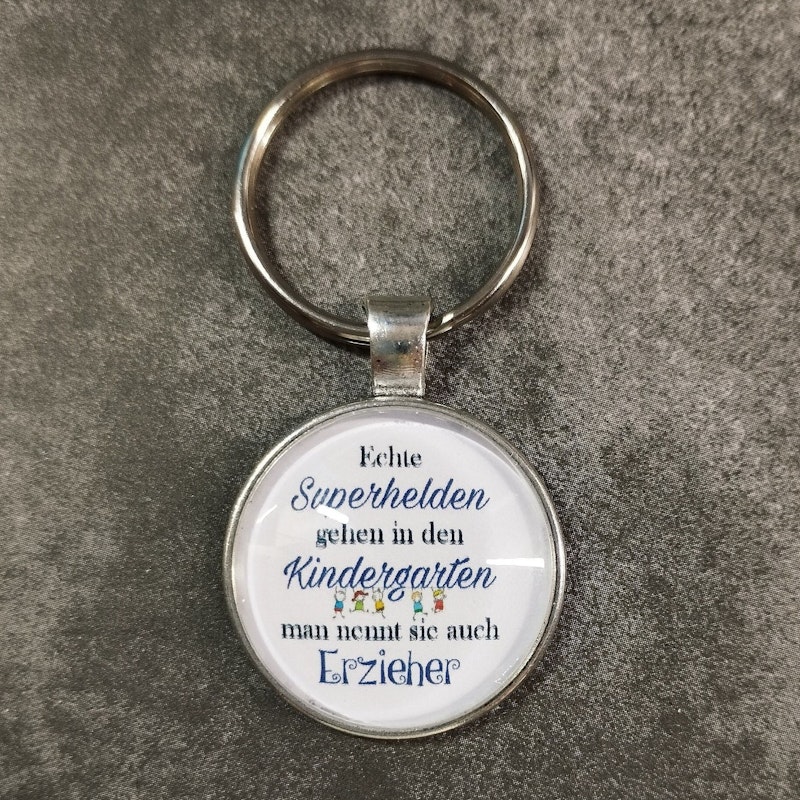 Echte
Superhelden
gehen in den
Kindergarten
man nennt sie auch
Erzieher